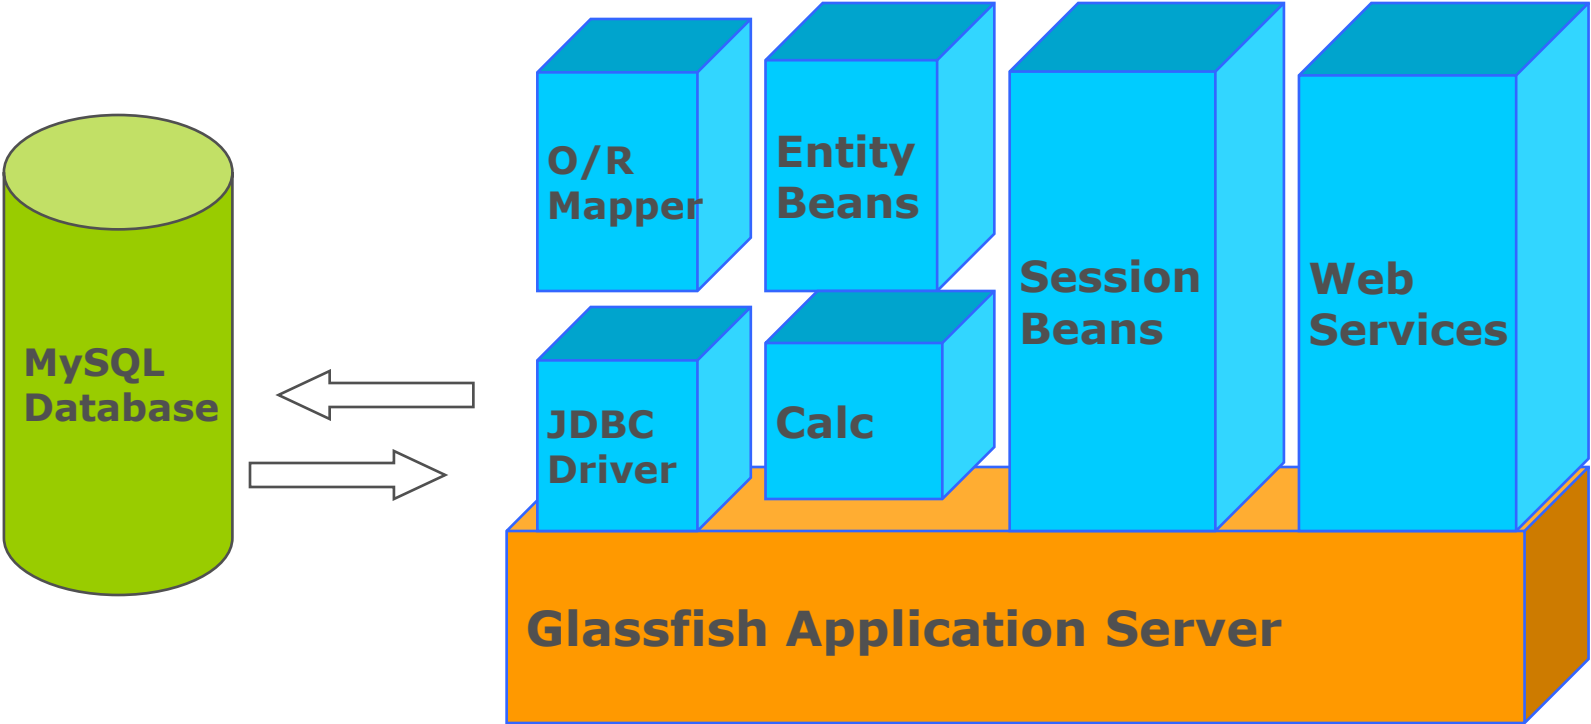 MySQL
Database
O/R
Mapper
Entity
Beans
JDBC
Driver
Calc
Session
Beans
Web
Services
Glassfish Application Server